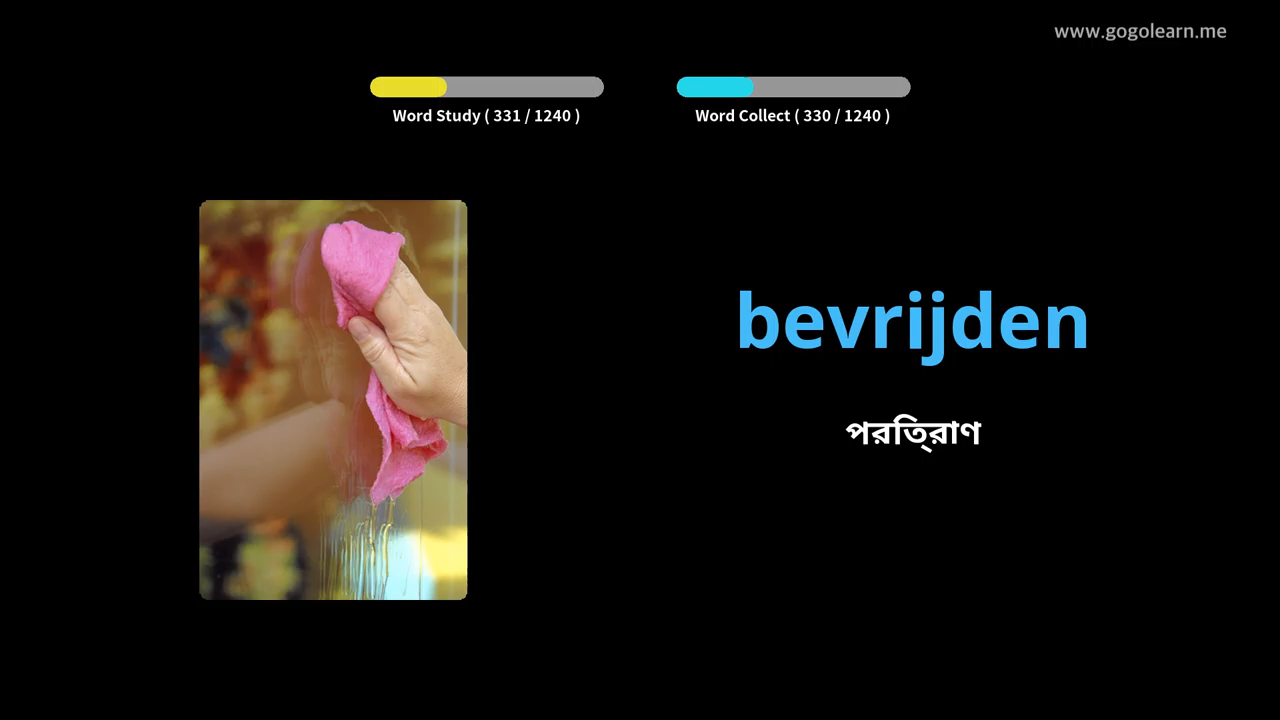 www.gogolearn.me
Word Study ( 331 / 1240 )
Word Collect ( 330 / 1240 )
bevrijden
পরিত্রাণ